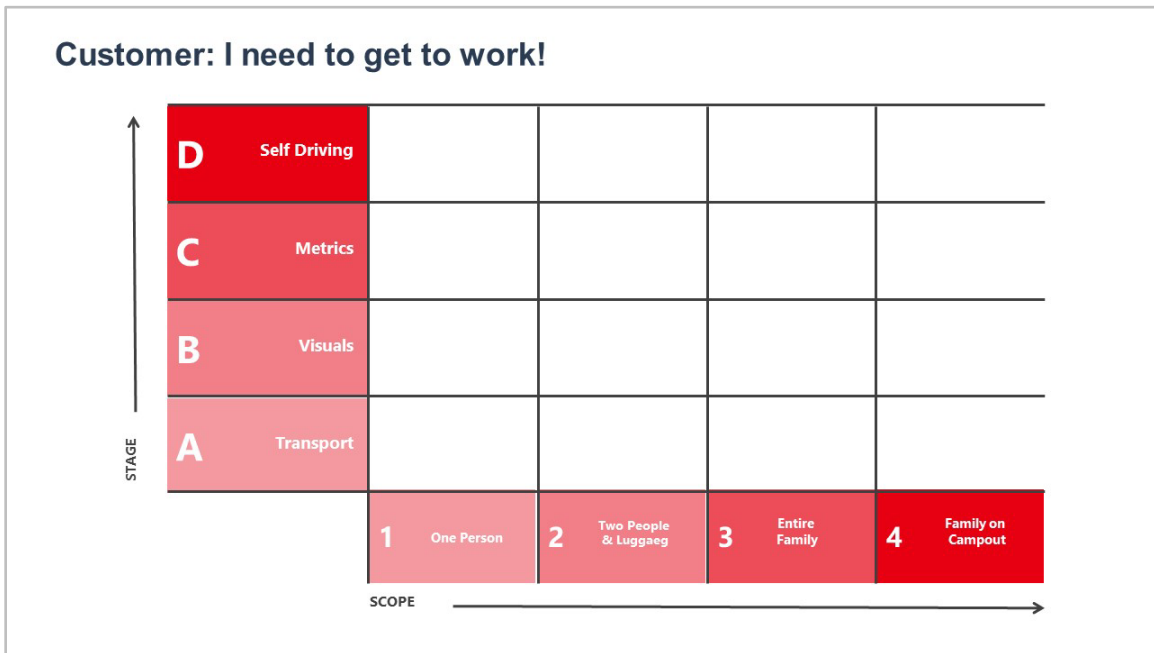 Customer: I need to get to work!
D Self Driving
C Metrics
B Visuals
A Transport
STAGE
1 One Person
2 Two People
& Luggaeg
3 Entire
Family
4 Family on
Campout
SCOPE